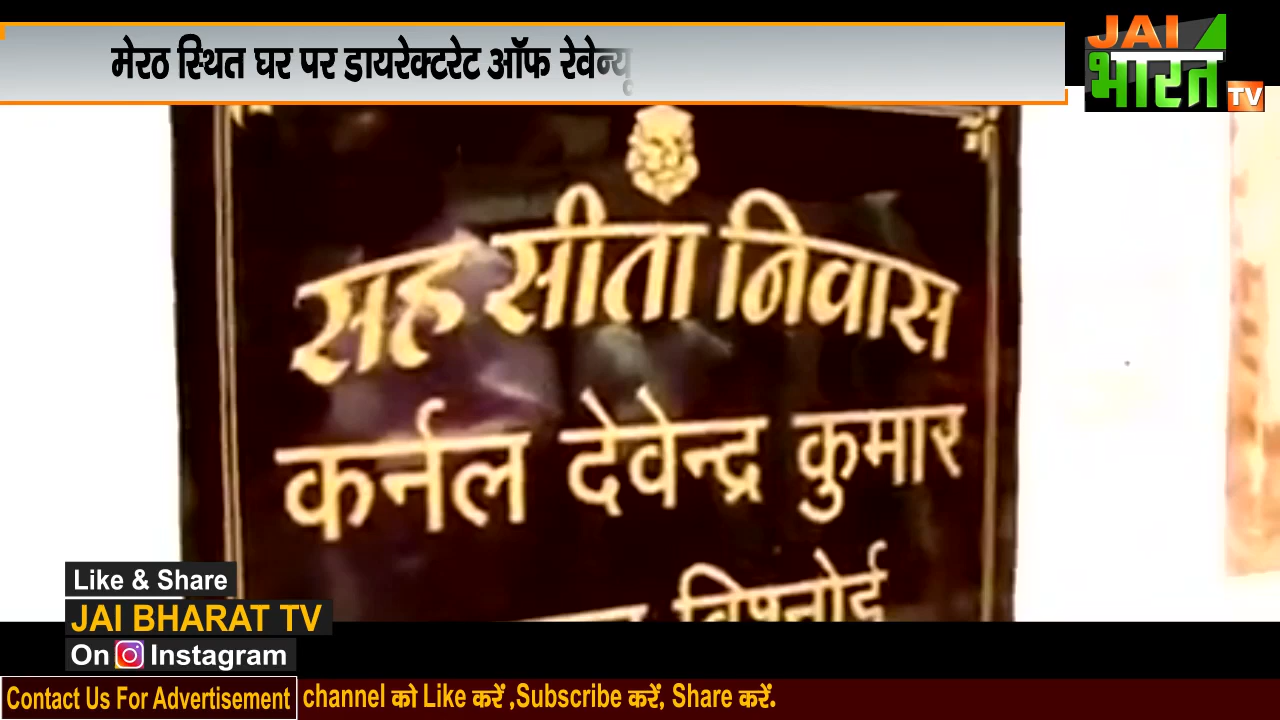 मेरठ स्थित घर पर डायरेक्टरेट ऑफ रेवेन्यू
JAI
भारत
TV
सह सीता निवास
कर्नल देवेन्द्र कुमार
बिश्नोई
Like & Share
JAI BHARAT TV
On Instagram
Contact Us For Advertisement channel को Like करें ,Subscribe करें, Share करें.